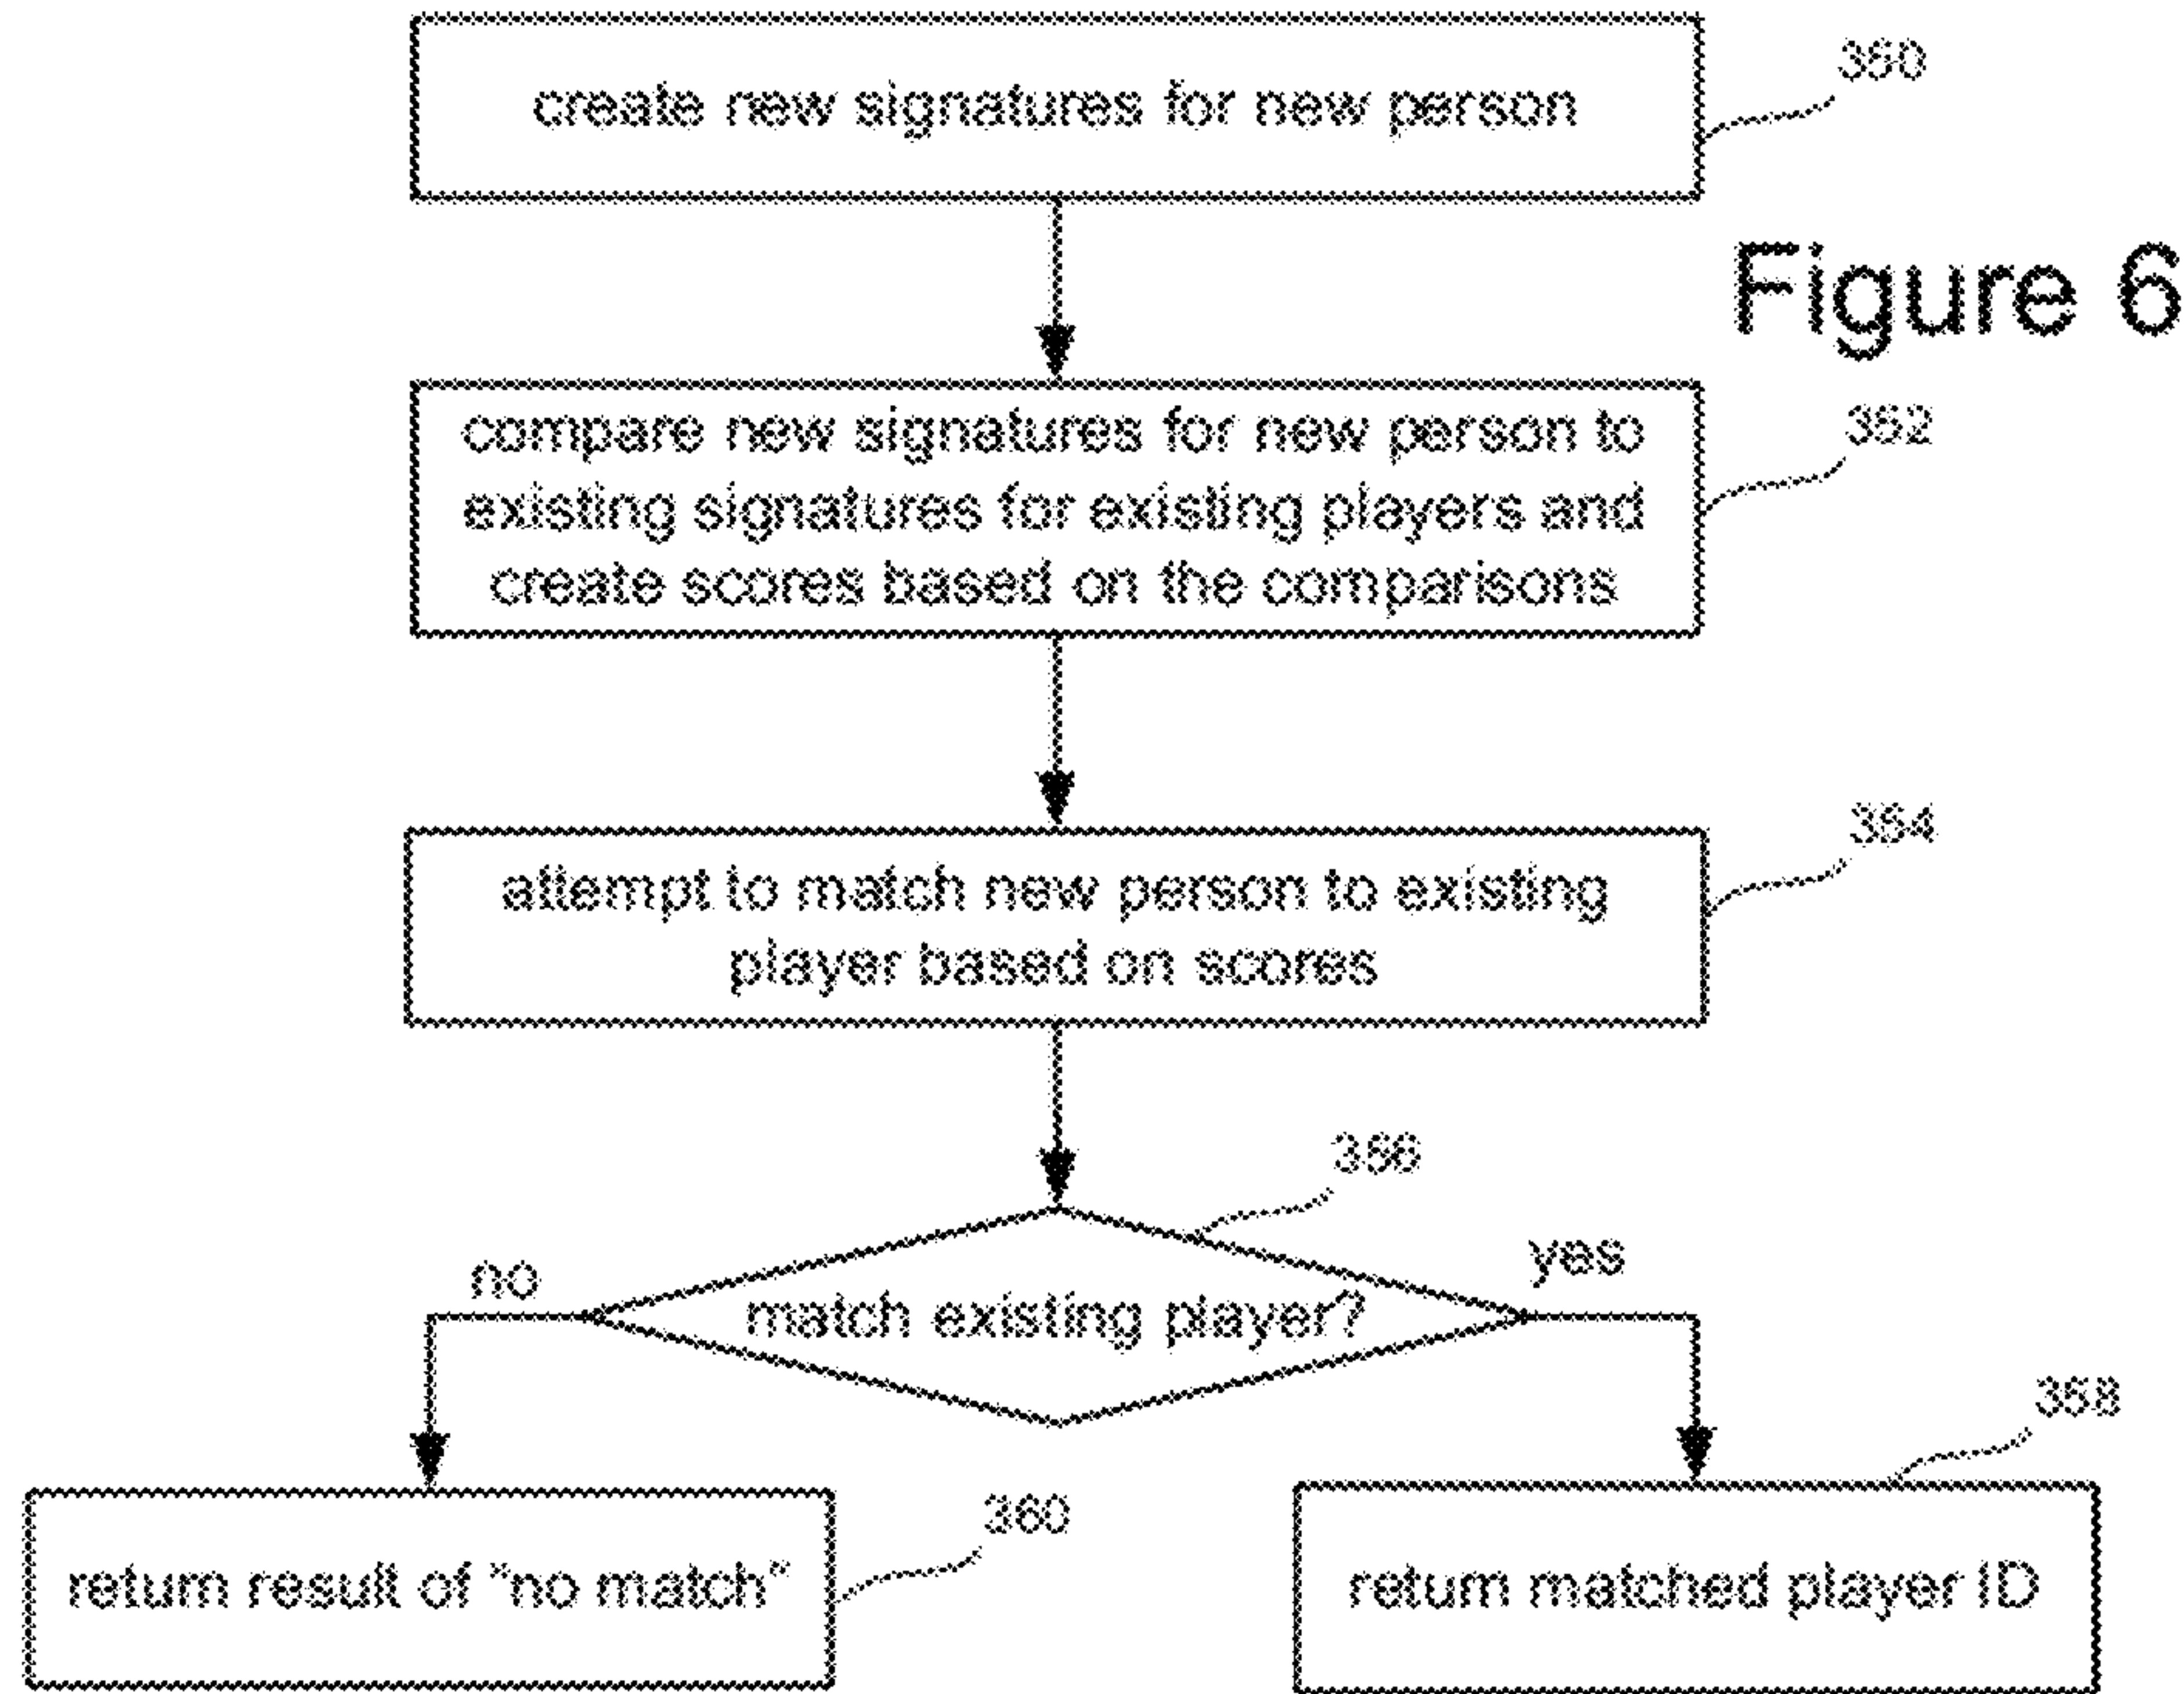 create new signatures for new person
350
Figure 6
compare new signatures for new person to
existing signatures for existing players and
create scores based on the comparisons
352
attempt to match new person to existing
player based on scores
354
356
no
yes
match existing player?
358
360
return result of "no match"
return matched player ID